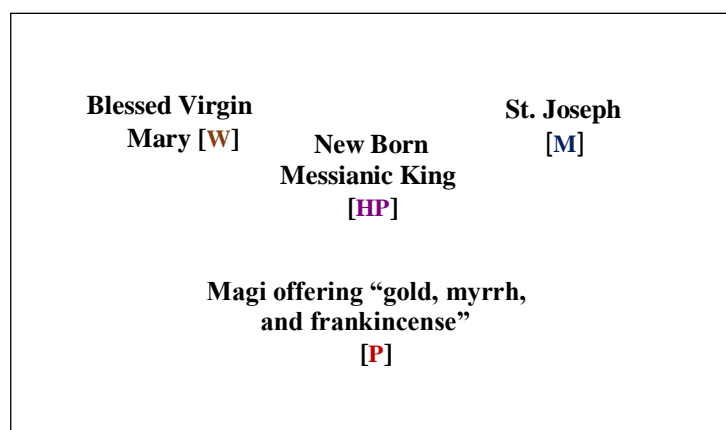 Blessed Virgin
Mary [W]
St. Joseph
[M]
New Born
Messianic King
[HP]
Magi offering “gold, myrrh,
and frankincense”
[P]